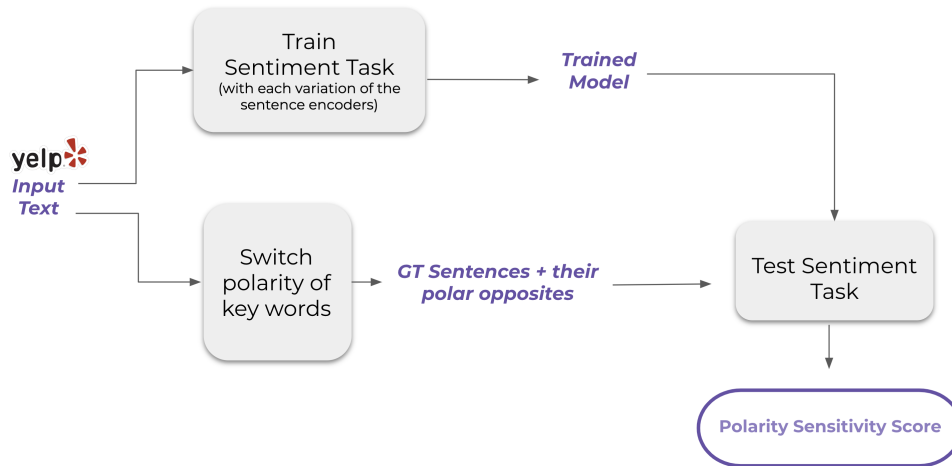 Train
Sentiment Task
(with each variation of the
sentence encoders)
Trained
Model
yelp
Input
Text
Switch
polarity of
key words
GT Sentences + their
polar opposites
Test Sentiment
Task
Polarity Sensitivity Score